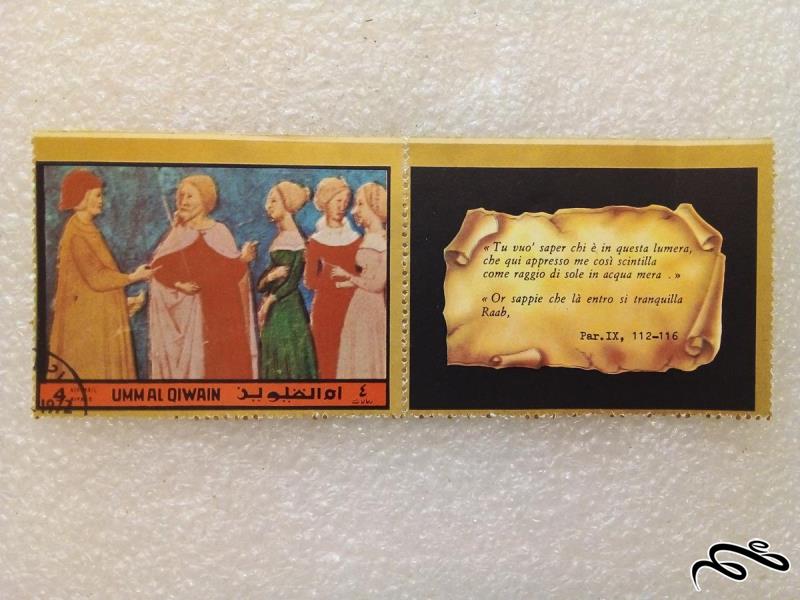 4
1972
UMM AL QIWAIN
ام القيوين
٤
ريالات
« Tu vuo' saper chi è in questa lumera,
che qui appresso me così scintilla
come raggio di sole in acqua mera . »
« Or sappie che là entro si tranquilla
Raab,
Par.IX, 112-116